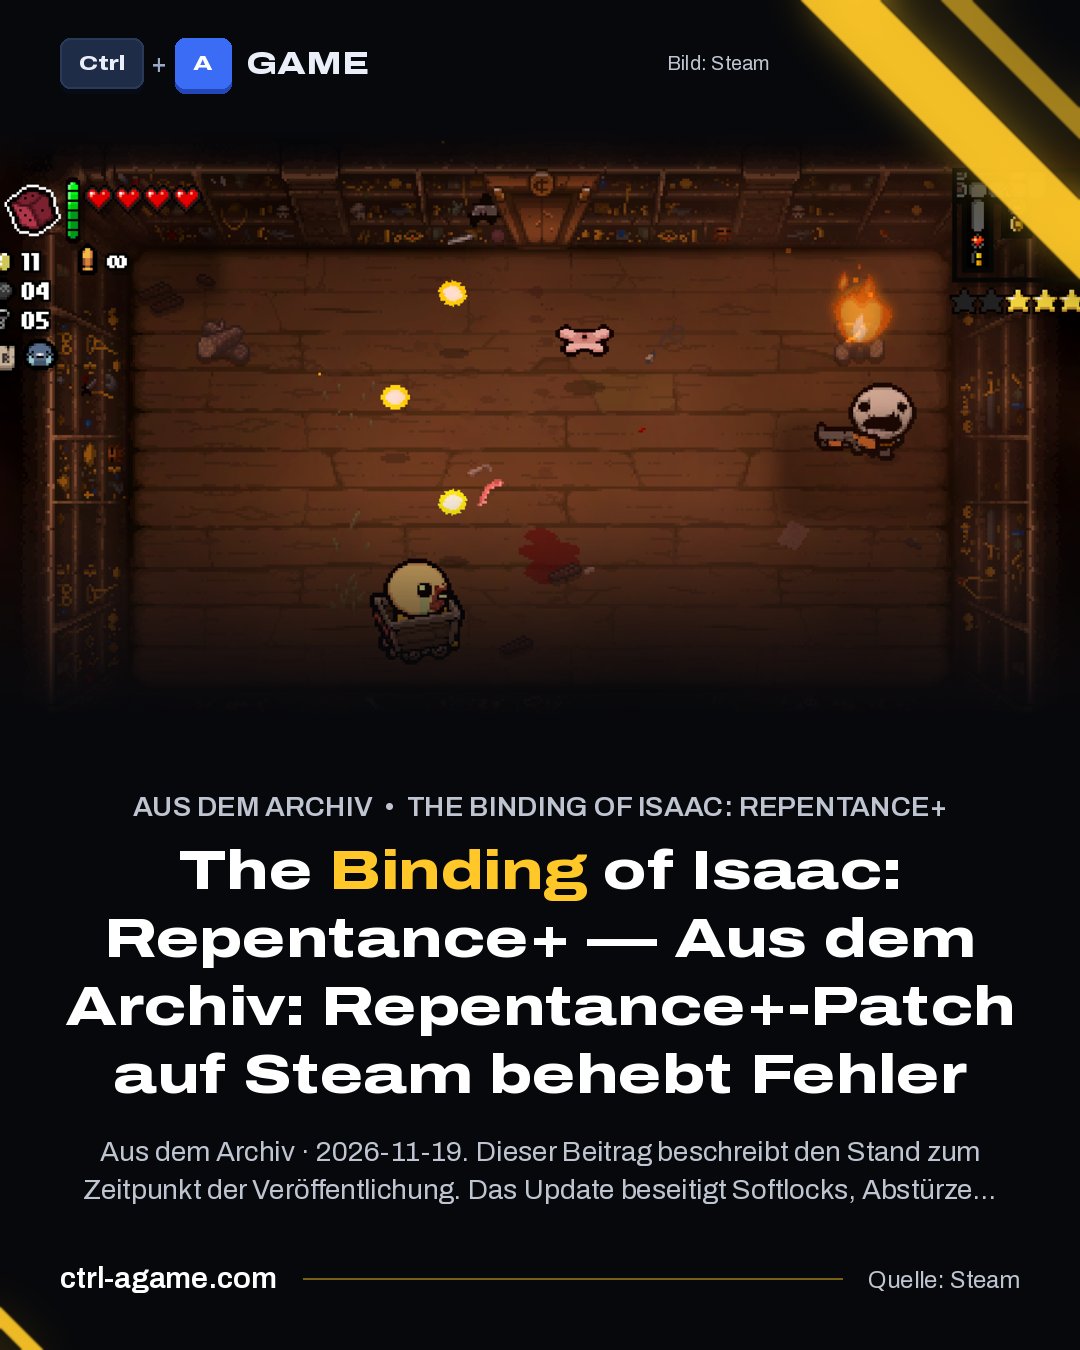 Ctrl + A GAME
Bild: Steam
11
∞
04
05
R
AUS DEM ARCHIV • THE BINDING OF ISAAC: REPENTANCE+
The Binding of Isaac:
Repentance+ — Aus dem
Archiv: Repentance+-Patch
auf Steam behebt Fehler
Aus dem Archiv · 2026-11-19. Dieser Beitrag beschreibt den Stand zum
Zeitpunkt der Veröffentlichung. Das Update beseitigt Softlocks, Abstürze...
ctrl-agame.com
Quelle: Steam